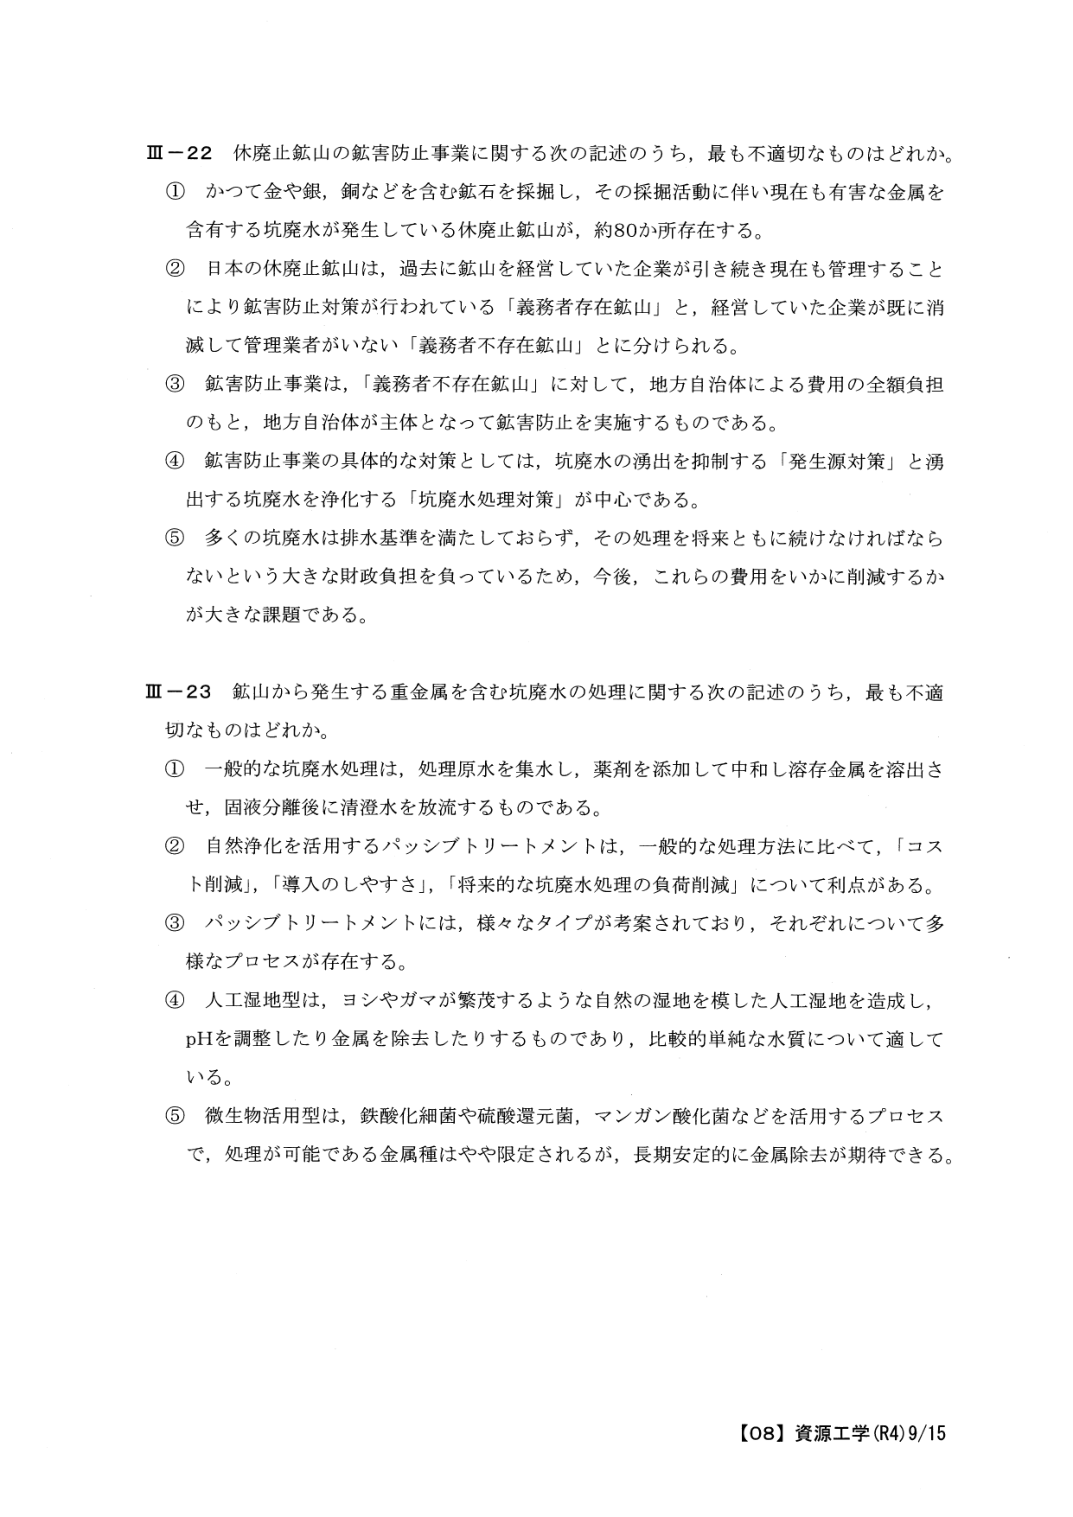 Ⅲ－22　休廃止鉱山の鉱害防止事業に関する次の記述のうち，最も不適切なものはどれか。
①　かつて金や銀，銅などを含む鉱石を採掘し，その採掘活動に伴い現在も有害な金属を
含有する坑廃水が発生している休廃止鉱山が，約80か所存在する。
②　日本の休廃止鉱山は，過去に鉱山を経営していた企業が引き続き現在も管理すること
により鉱害防止対策が行われている「義務者存在鉱山」と，経営していた企業が既に消
滅して管理業者がいない「義務者不存在鉱山」とに分けられる。
③　鉱害防止事業は，「義務者不存在鉱山」に対して，地方自治体による費用の全額負担
のもと，地方自治体が主体となって鉱害防止を実施するものである。
④　鉱害防止事業の具体的な対策としては，坑廃水の湧出を抑制する「発生源対策」と湧
出する坑廃水を浄化する「坑廃水処理対策」が中心である。
⑤　多くの坑廃水は排水基準を満たしておらず，その処理を将来ともに続けなければなら
ないという大きな財政負担を負っているため，今後，これらの費用をいかに削減するか
が大きな課題である。
Ⅲ－23　鉱山から発生する重金属を含む坑廃水の処理に関する次の記述のうち，最も不適
切なものはどれか。
①　一般的な坑廃水処理は，処理原水を集水し，薬剤を添加して中和し溶存金属を溶出さ
せ，固液分離後に清澄水を放流するものである。
②　自然浄化を活用するパッシブトリートメントは，一般的な処理方法に比べて，「コス
ト削減」，「導入のしやすさ」，「将来的な坑廃水処理の負荷削減」について利点がある。
③　パッシブトリートメントには，様々なタイプが考案されており，それぞれについて多
様なプロセスが存在する。
④　人工湿地型は，ヨシやガマが繁茂するような自然の湿地を模した人工湿地を造成し，
pHを調整したり金属を除去したりするものであり，比較的単純な水質について適して
いる。
⑤　微生物活用型は，鉄酸化細菌や硫酸還元菌，マンガン酸化菌などを活用するプロセス
で，処理が可能である金属種はやや限定されるが，長期安定的に金属除去が期待できる。
【08】資源工学(R4)9/15